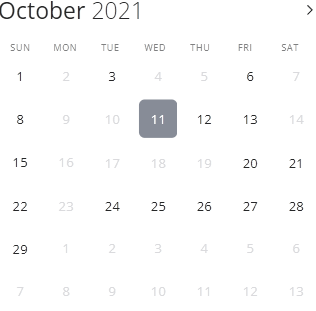 October 2021
SUN MON TUE WED THU FRI SAT
1 2 3 4 5 6 7
8 9 10 11 12 13 14
15 16 17 18 19 20 21
22 23 24 25 26 27 28
29 1 2 3 4 5 6
7 8 9 10 11 12 13